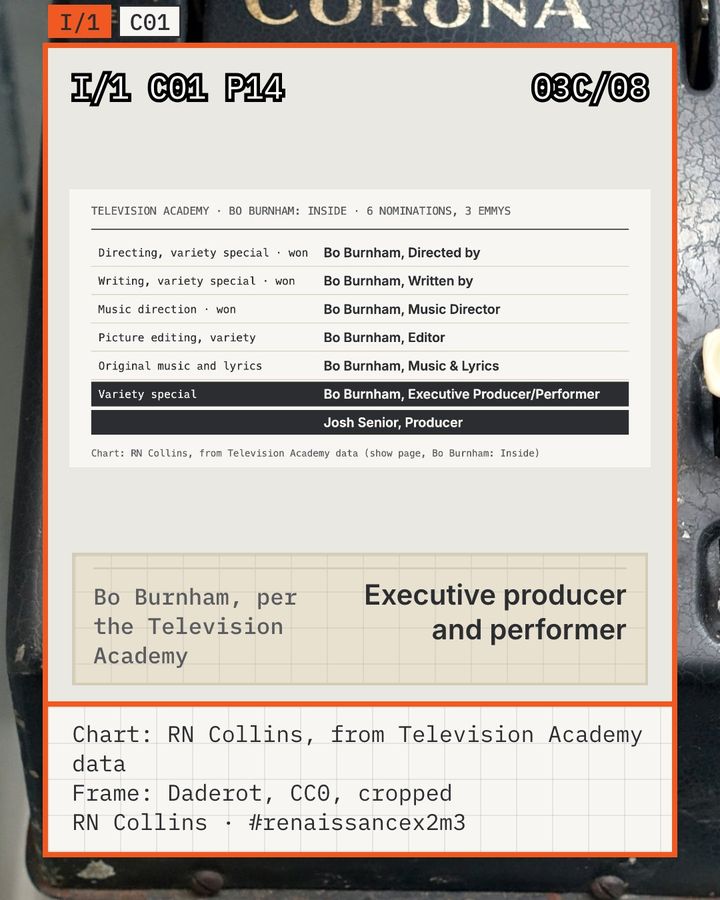 CORONA
I/1 C01
I/1 C01 P14 03C/08
TELEVISION ACADEMY · BO BURNHAM: INSIDE · 6 NOMINATIONS, 3 EMMYS
Directing, variety special · won Bo Burnham, Directed by
Writing, variety special · won Bo Burnham, Written by
Music direction · won Bo Burnham, Music Director
Picture editing, variety Bo Burnham, Editor
Original music and lyrics Bo Burnham, Music & Lyrics
Variety special Bo Burnham, Executive Producer/Performer
Josh Senior, Producer
Chart: RN Collins, from Television Academy data (show page, Bo Burnham: Inside)
Bo Burnham, per
the Television
Academy
Executive producer
and performer
Chart: RN Collins, from Television Academy
data
Frame: Daderot, CC0, cropped
RN Collins · #renaissancex2m3